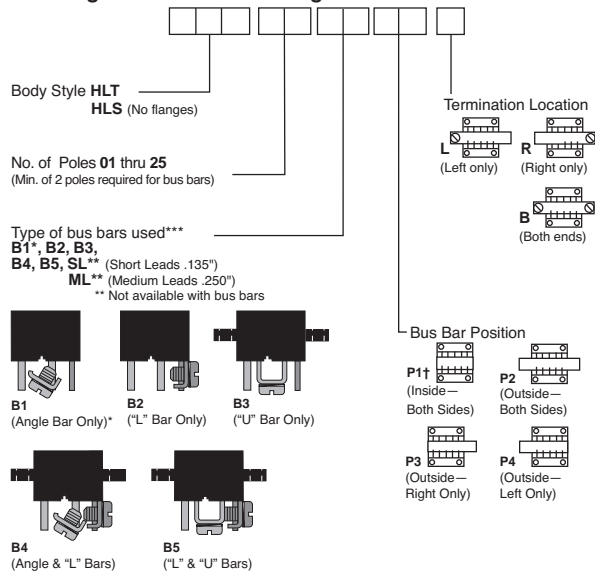 Body Style HLT
HLS (No flanges)
No. of Poles 01 thru 25
(Min. of 2 poles required for bus bars)
Type of bus bars used***
B1*, B2, B3,
B4, B5, SL** (Short Leads .135")
ML** (Medium Leads .250")
** Not available with bus bars
B1
(Angle Bar Only)*
B2
("L" Bar Only)
B3
("U" Bar Only)
B4
(Angle & "L" Bars)
B5
("L" & "U" Bars)
Termination Location
L
(Left only)
R
(Right only)
B
(Both ends)
Bus Bar Position
P1†
(Inside—
Both Sides)
P2
(Outside—
Both Sides)
P3
(Outside—
Right Only)
P4
(Outside—
Left Only)